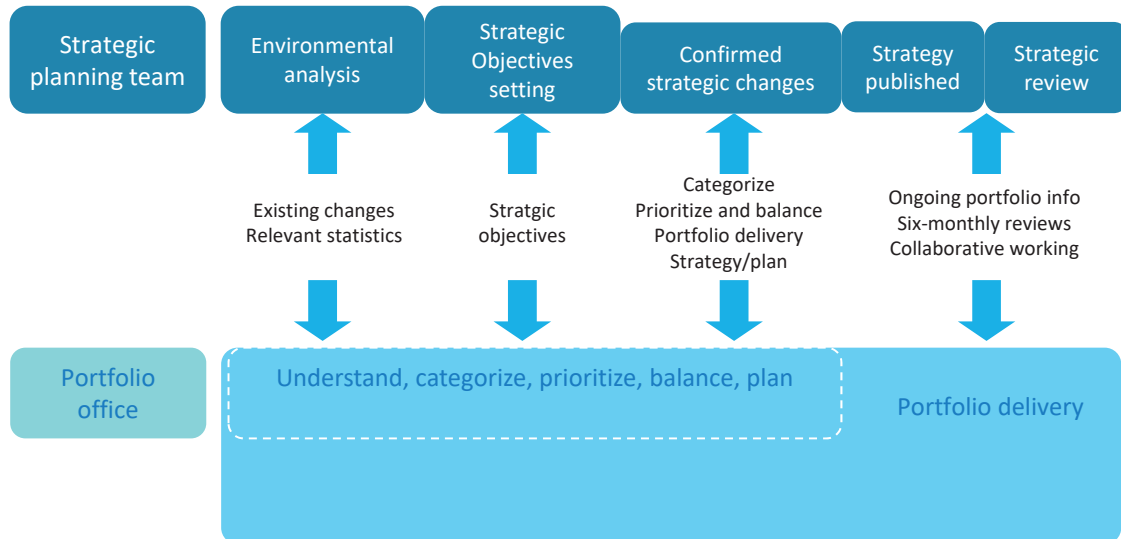 Strategic
planning team
Environmental
analysis
Strategic
Objectives
setting
Confirmed
strategic changes
Strategy
published
Strategic
review
Existing changes
Relevant statistics
Stratgic
objectives
Categorize
Prioritize and balance
Portfolio delivery
Strategy/plan
Ongoing portfolio info
Six-monthly reviews
Collaborative working
Portfolio
office
Understand, categorize, prioritize, balance, plan
Portfolio delivery